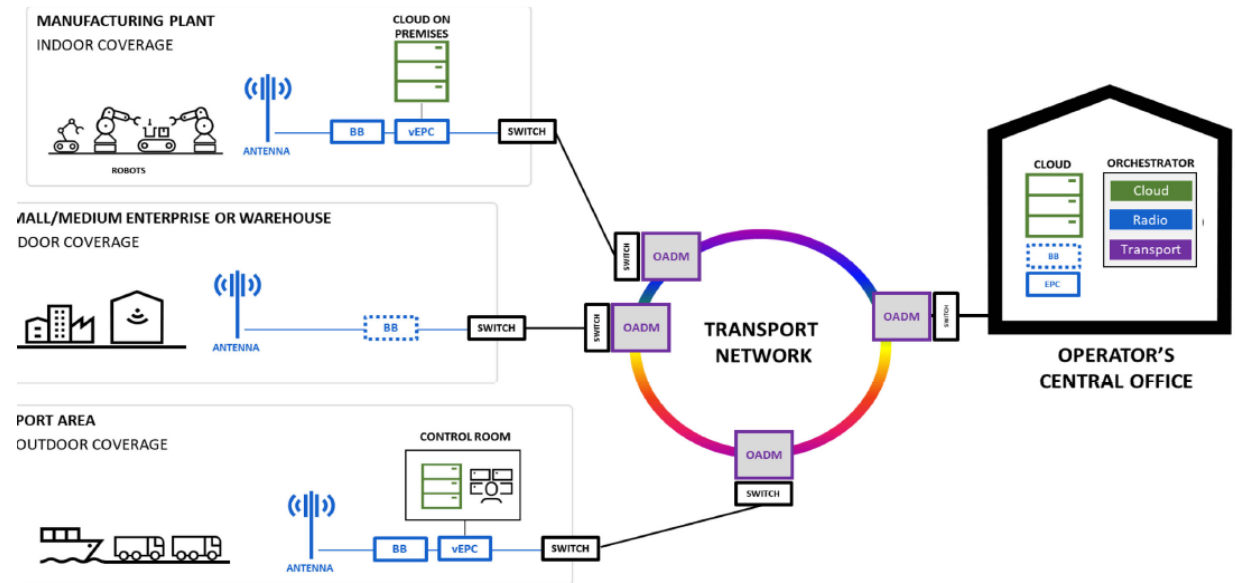 MANUFACTURING PLANT
INDOOR COVERAGE
CLOUD ON
PREMISES
ANTENNA
BB
vEPC
SWITCH
ROBOTS
MALL/MEDIUM ENTERPRISE OR WAREHOUSE
DOOR COVERAGE
ANTENNA
BB
SWITCH
PORT AREA
OUTDOOR COVERAGE
CONTROL ROOM
ANTENNA
BB
vEPC
SWITCH
SWITCH
OADM
SWITCH
OADM
TRANSPORT
NETWORK
OADM
SWITCH
OADM
SWITCH
CLOUD
BB
EPC
ORCHESTRATOR
Cloud
Radio
Transport
OPERATOR'S
CENTRAL OFFICE